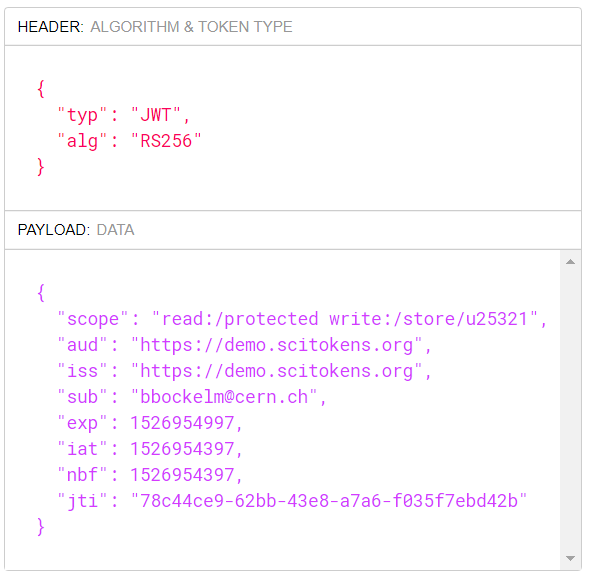 HEADER: ALGORITHM & TOKEN TYPE
{
"typ": "JWT",
"alg": "RS256"
}
PAYLOAD: DATA
{
"scope": "read:/protected write:/store/u25321",
"aud": "https://demo.scitokens.org",
"iss": "https://demo.scitokens.org",
"sub": "bbockelm@cern.ch",
"exp": 1526954997,
"iat": 1526954397,
"nbf": 1526954397,
"jti": "78c44ce9-62bb-43e8-a7a6-f035f7ebd42b"
}